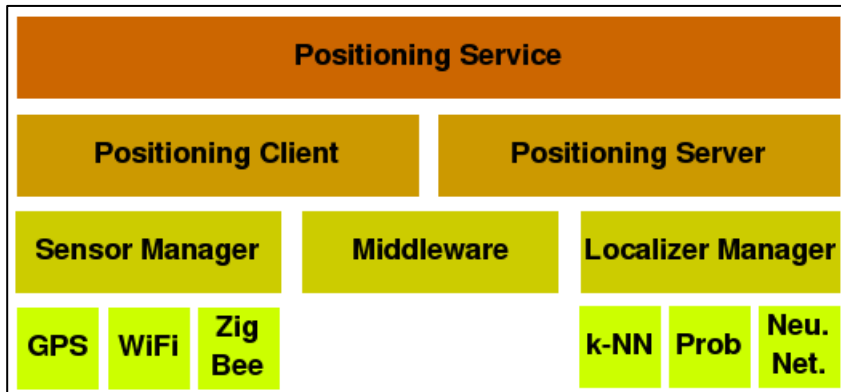 Positioning Service
Positioning Client
Positioning Server
Sensor Manager
Middleware
Localizer Manager
GPS
WiFi
Zig
Bee
k-NN
Prob
Neu.
Net.